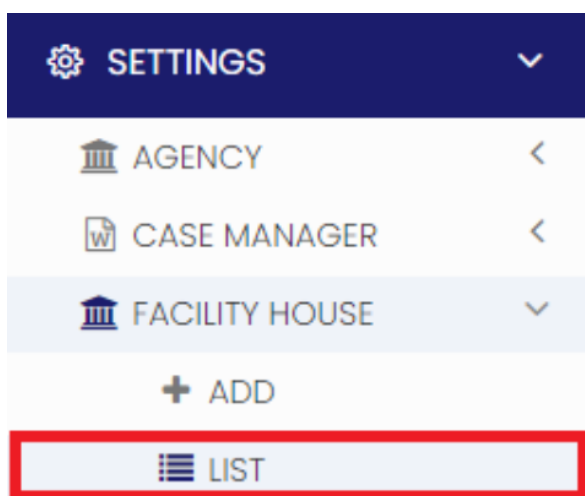 SETTINGS
AGENCY
CASE MANAGER
FACILITY HOUSE
ADD
LIST